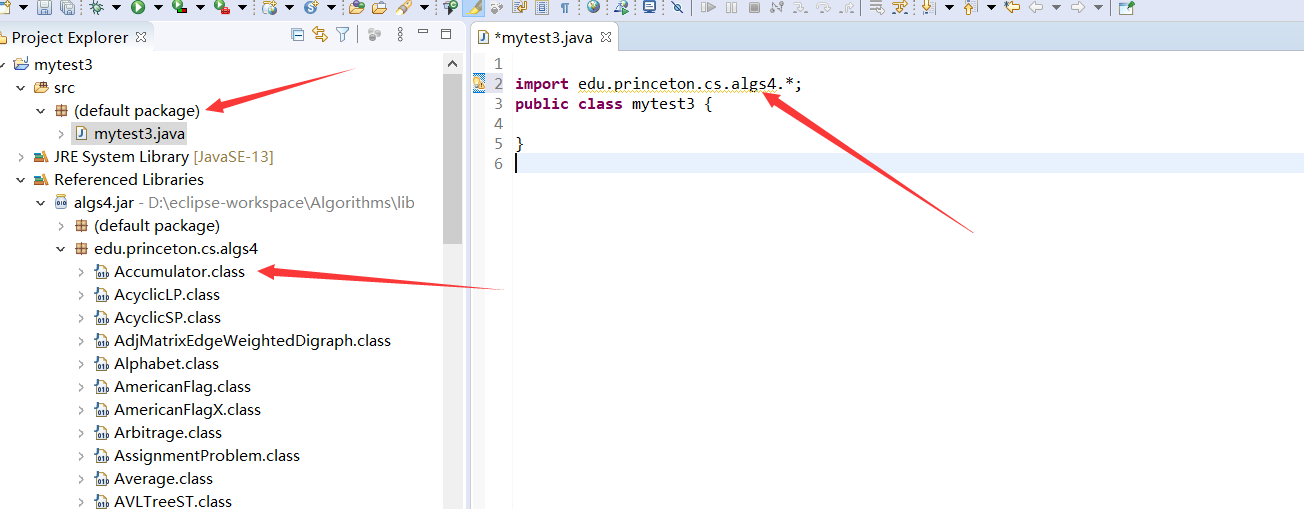 Project Explorer
mytest3
src
(default package)
mytest3.java
JRE System Library [JavaSE-13]
Referenced Libraries
algs4.jar - D:\eclipse-workspace\Algorithms\lib
(default package)
edu.princeton.cs.algs4
Accumulator.class
AcyclicLP.class
AcyclicSP.class
AdjMatrixEdgeWeightedDigraph.class
Alphabet.class
AmericanFlag.class
AmericanFlagX.class
Arbitrage.class
AssignmentProblem.class
Average.class
AVLTreeST.class
*mytest3.java
1
2 import edu.princeton.cs.algs4.*;
3 public class mytest3 {
4
5 }
6